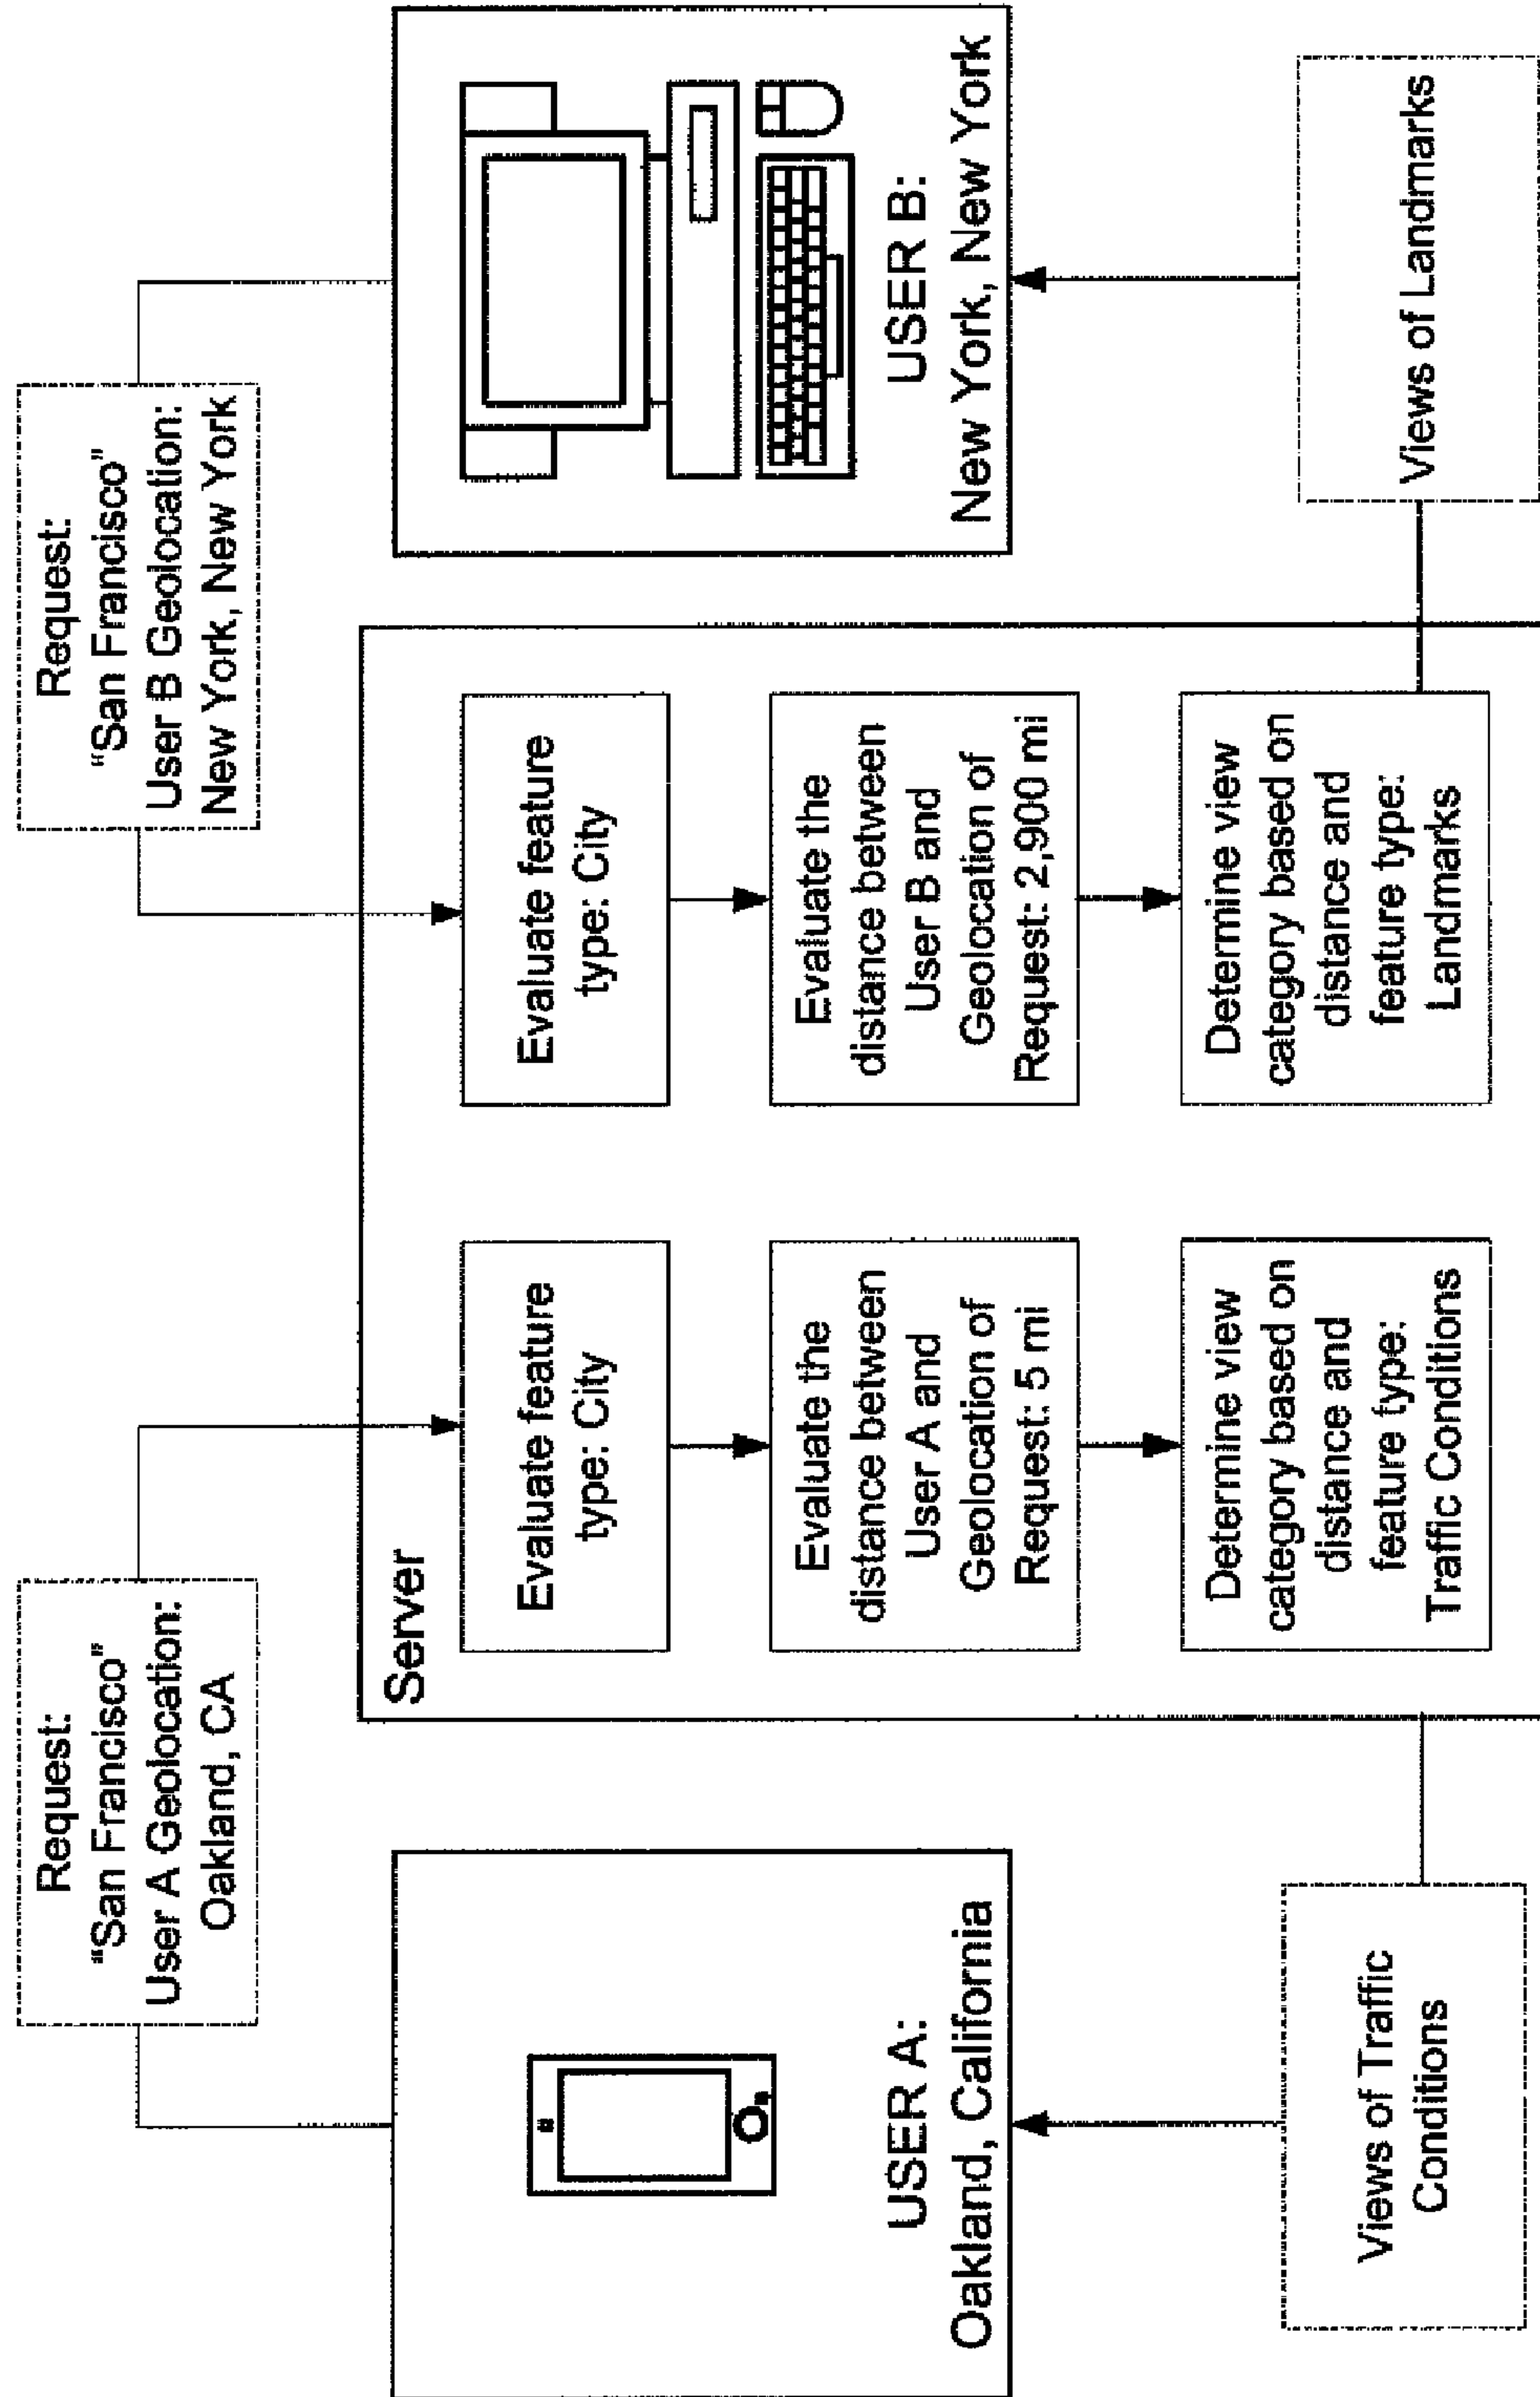 Request:
"San Francisco"
User A Geolocation:
Oakland, CA
Request:
"San Francisco"
User B Geolocation:
New York, New York
USER A:
Oakland, California
Server
Evaluate feature
type: City
Evaluate the
distance between
User A and
Geolocation of
Request: 5 mi
Determine view
category based on
distance and
feature type:
Traffic Conditions
Evaluate feature
type: City
Evaluate the
distance between
User B and
Geolocation of
Request: 2,900 mi
Determine view
category based on
distance and
feature type:
Landmarks
USER B:
New York, New York
Views of Traffic
Conditions
Views of Landmarks